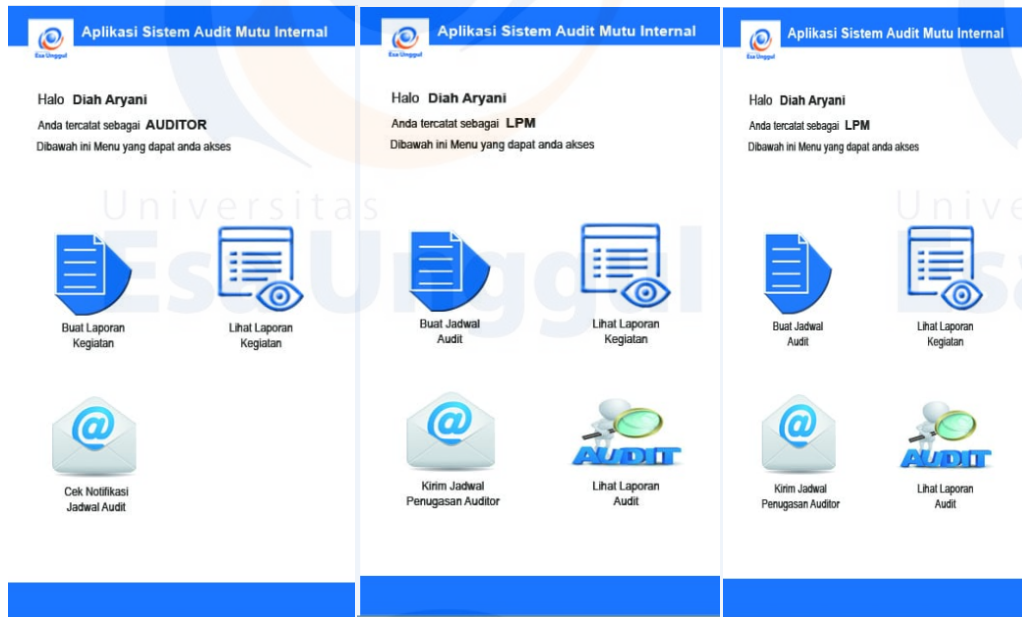 Aplikasi Sistem Audit Mutu Internal
Esa Unggul
Halo Diah Aryani
Anda tercatat sebagai AUDITOR
Dibawah ini Menu yang dapat anda akses
Buat Laporan
Kegiatan
Lihat Laporan
Kegiatan
Cek Notifikasi
Jadwal Audit
Aplikasi Sistem Audit Mutu Internal
Esa Unggul
Halo Diah Aryani
Anda tercatat sebagai LPM
Dibawah ini Menu yang dapat anda akses
Buat Jadwal
Audit
Lihat Laporan
Kegiatan
Kirim Jadwal
Penugasan Auditor
AUDIT
Lihat Laporan
Audit
Aplikasi Sistem Audit Mutu Internal
Esa Unggul
Halo Diah Aryani
Anda tercatat sebagai LPM
Dibawah ini Menu yang dapat anda akses
Buat Jadwal
Audit
Lihat Laporan
Kegiatan
Kirim Jadwal
Penugasan Auditor
AUDIT
Lihat Laporan
Audit
Universitas
Esa Unggul
Unive
Esa